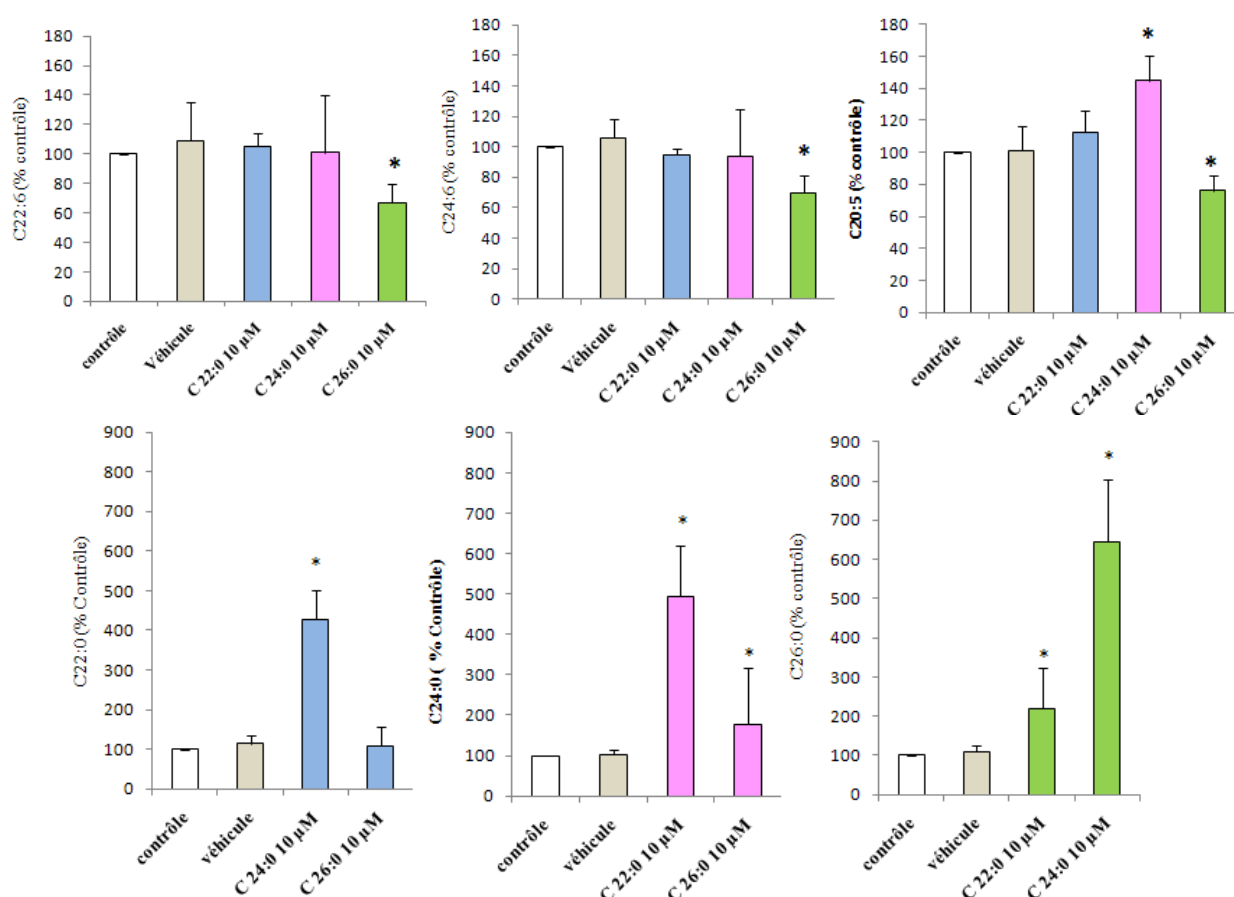 C22:6 (% contrôle)
180
160
140
120
100
80
60
40
20
0
*
contrôle
Véhicule
C 22:0 10 µM
C 24:0 10 µM
C 26:0 10 µM
C24:6 (% contrôle)
180
160
140
120
100
80
60
40
20
0
*
contrôle
Véhicule
C 22:0 10 µM
C 24:0 10 µM
C 26:0 10 µM
C20:5 (% contrôle)
180
160
140
120
100
80
60
40
20
0
*
*
contrôle
véhicule
C 22:0 10 µM
C 24:0 10 µM
C 26:0 10 µM
C22:0 (% Contrôle)
900
800
700
600
500
400
300
200
100
0
*
contrôle
véhicule
C 24:0 10 µM
C 26:0 10 µM
C24:0 ( % Contrôle)
900
800
700
600
500
400
300
200
100
0
*
*
contrôle
véhicule
C 22:0 10 µM
C 26:0 10 µM
C26:0 (% contrôle)
900
800
700
600
500
400
300
200
100
0
*
*
contrôle
véhicule
C 22:0 10 µM
C 24:0 10 µM